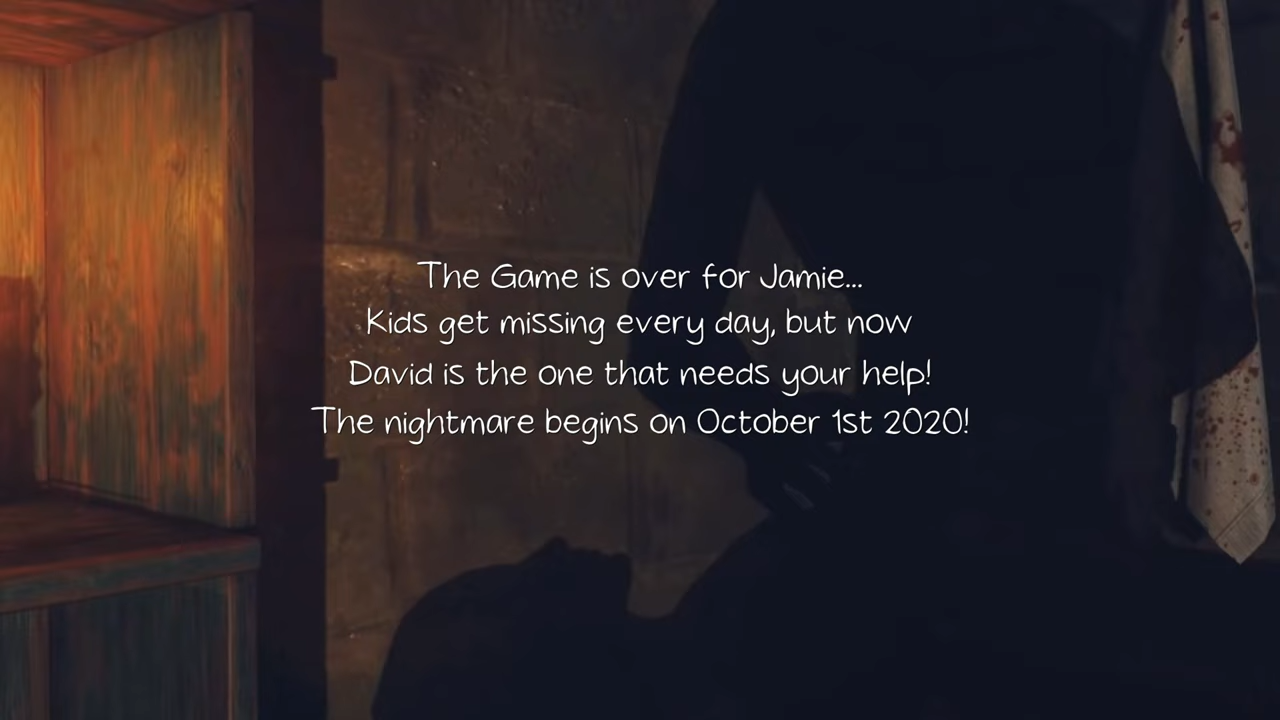 The Game is over for Jamie...
Kids get missing every day, but now
David is the one that needs your help!
The nightmare begins on October 1st 2020!